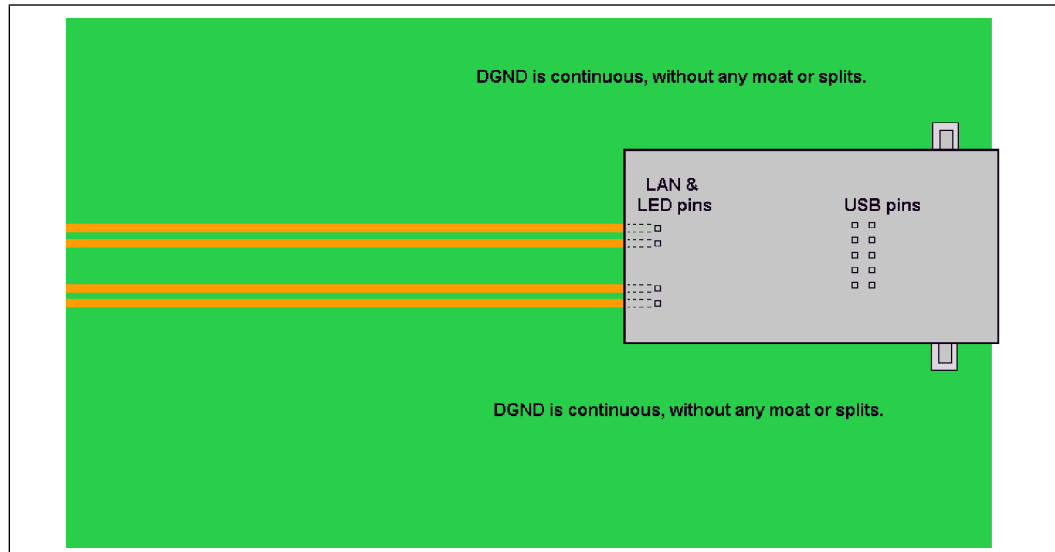 DGND is continuous, without any moat or splits.
LAN &
LED pins
USB pins
DGND is continuous, without any moat or splits.